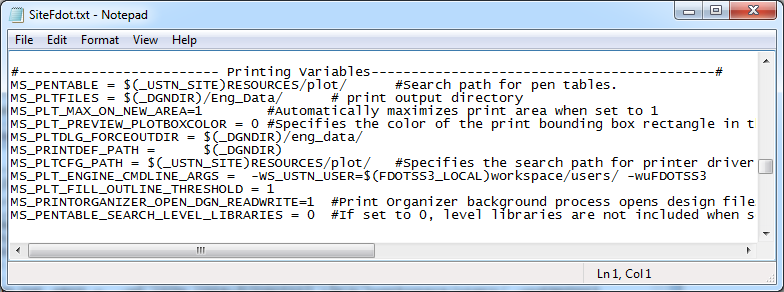 SiteFdot.txt - Notepad
File Edit Format View Help
#------------------------- Printing Variables-------------------------------------------#
MS_PENTABLE = $(_USTN_SITE)RESOURCES/plot/ #Search path for pen tables.
MS_PLTFILES = $(_DGNDIR)/Eng_Data/ # print output directory
MS_PLT_MAX_ON_NEW_AREA=1 #Automatically maximizes print area when set to 1
MS_PLT_PREVIEW_PLOTBOXCOLOR = 0 #Specifies the color of the print bounding box rectangle in t
MS_PLTDLG_FORCEOUTDIR = $(_DGNDIR)/eng_data/
MS_PRINTDEF_PATH = $(_DGNDIR)
MS_PLTCFG_PATH = $(_USTN_SITE)RESOURCES/plot/ #Specifies the search path for printer driver
MS_PLT_ENGINE_CMDLINE_ARGS = -WS_USTN_USER=$(FDOTSS3_LOCAL)workspace/users/ -wuFDOTSS3
MS_PLT_FILL_OUTLINE_THRESHOLD = 1
MS_PRINTORGANIZER_OPEN_DGN_READWRITE=1 #Print Organizer background process opens design file
MS_PENTABLE_SEARCH_LEVEL_LIBRARIES = 0 #If set to 0, level libraries are not included when s
Ln 1, Col 1